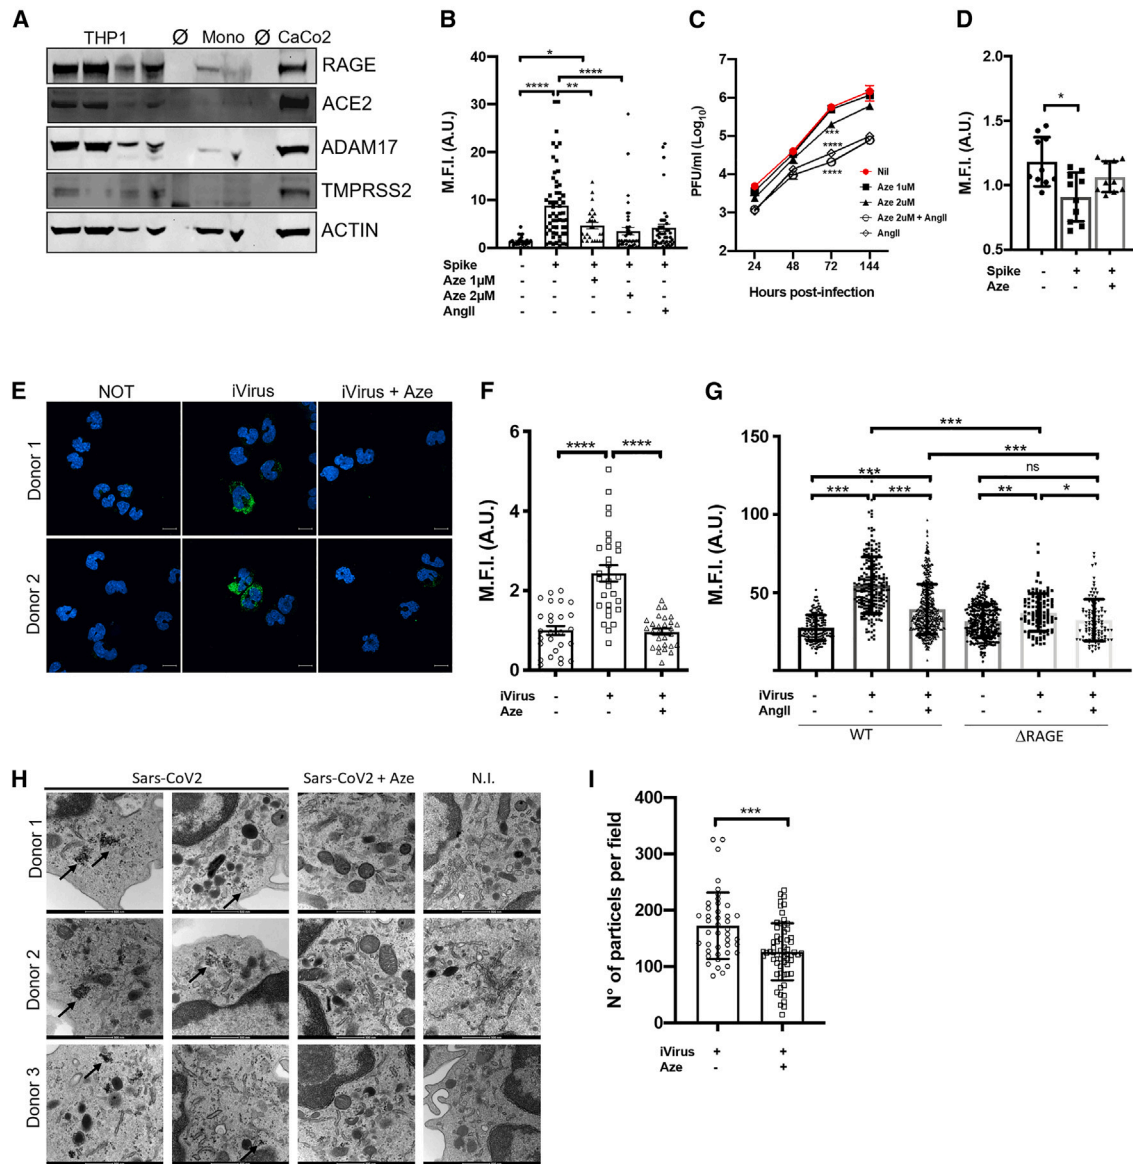 A
THP1 Ø Mono Ø CaCo2
RAGE
ACE2
ADAM17
TMPRSS2
ACTIN
B
M.F.I. (A.U.)
40
30
20
10
0
*
****
**** **
Spike - + + + +
Aze 1µM - - + - -
Aze 2µM - - - + -
AngII - - - - +
C
PFU/ml (Log10)
7
6
5
4
3
2
***
****
****
Nil
Aze 1uM
Aze 2uM
Aze 2uM + AngII
AngII
24 48 72 144
Hours post-infection
D
M.F.I. (A.U.)
2.0
1.5
1.0
0.5
*
Spike - + +
Aze - - +
E
NOT iVirus iVirus + Aze
Donor 1
Donor 2
F
M.F.I. (A.U.)
6
4
2
0
**** ****
iVirus - + +
Aze - - +
G
M.F.I. (A.U.)
150
100
50
0
***
***
*** ns
*** *** ** *
iVirus - + + - + +
AngII - - + - - +
WT ΔRAGE
H
Sars-CoV2 Sars-CoV2 + Aze N.I.
Donor 1
Donor 2
Donor 3
I
N° of particels per field
400
300
200
100
0
***
iVirus + +
Aze - +